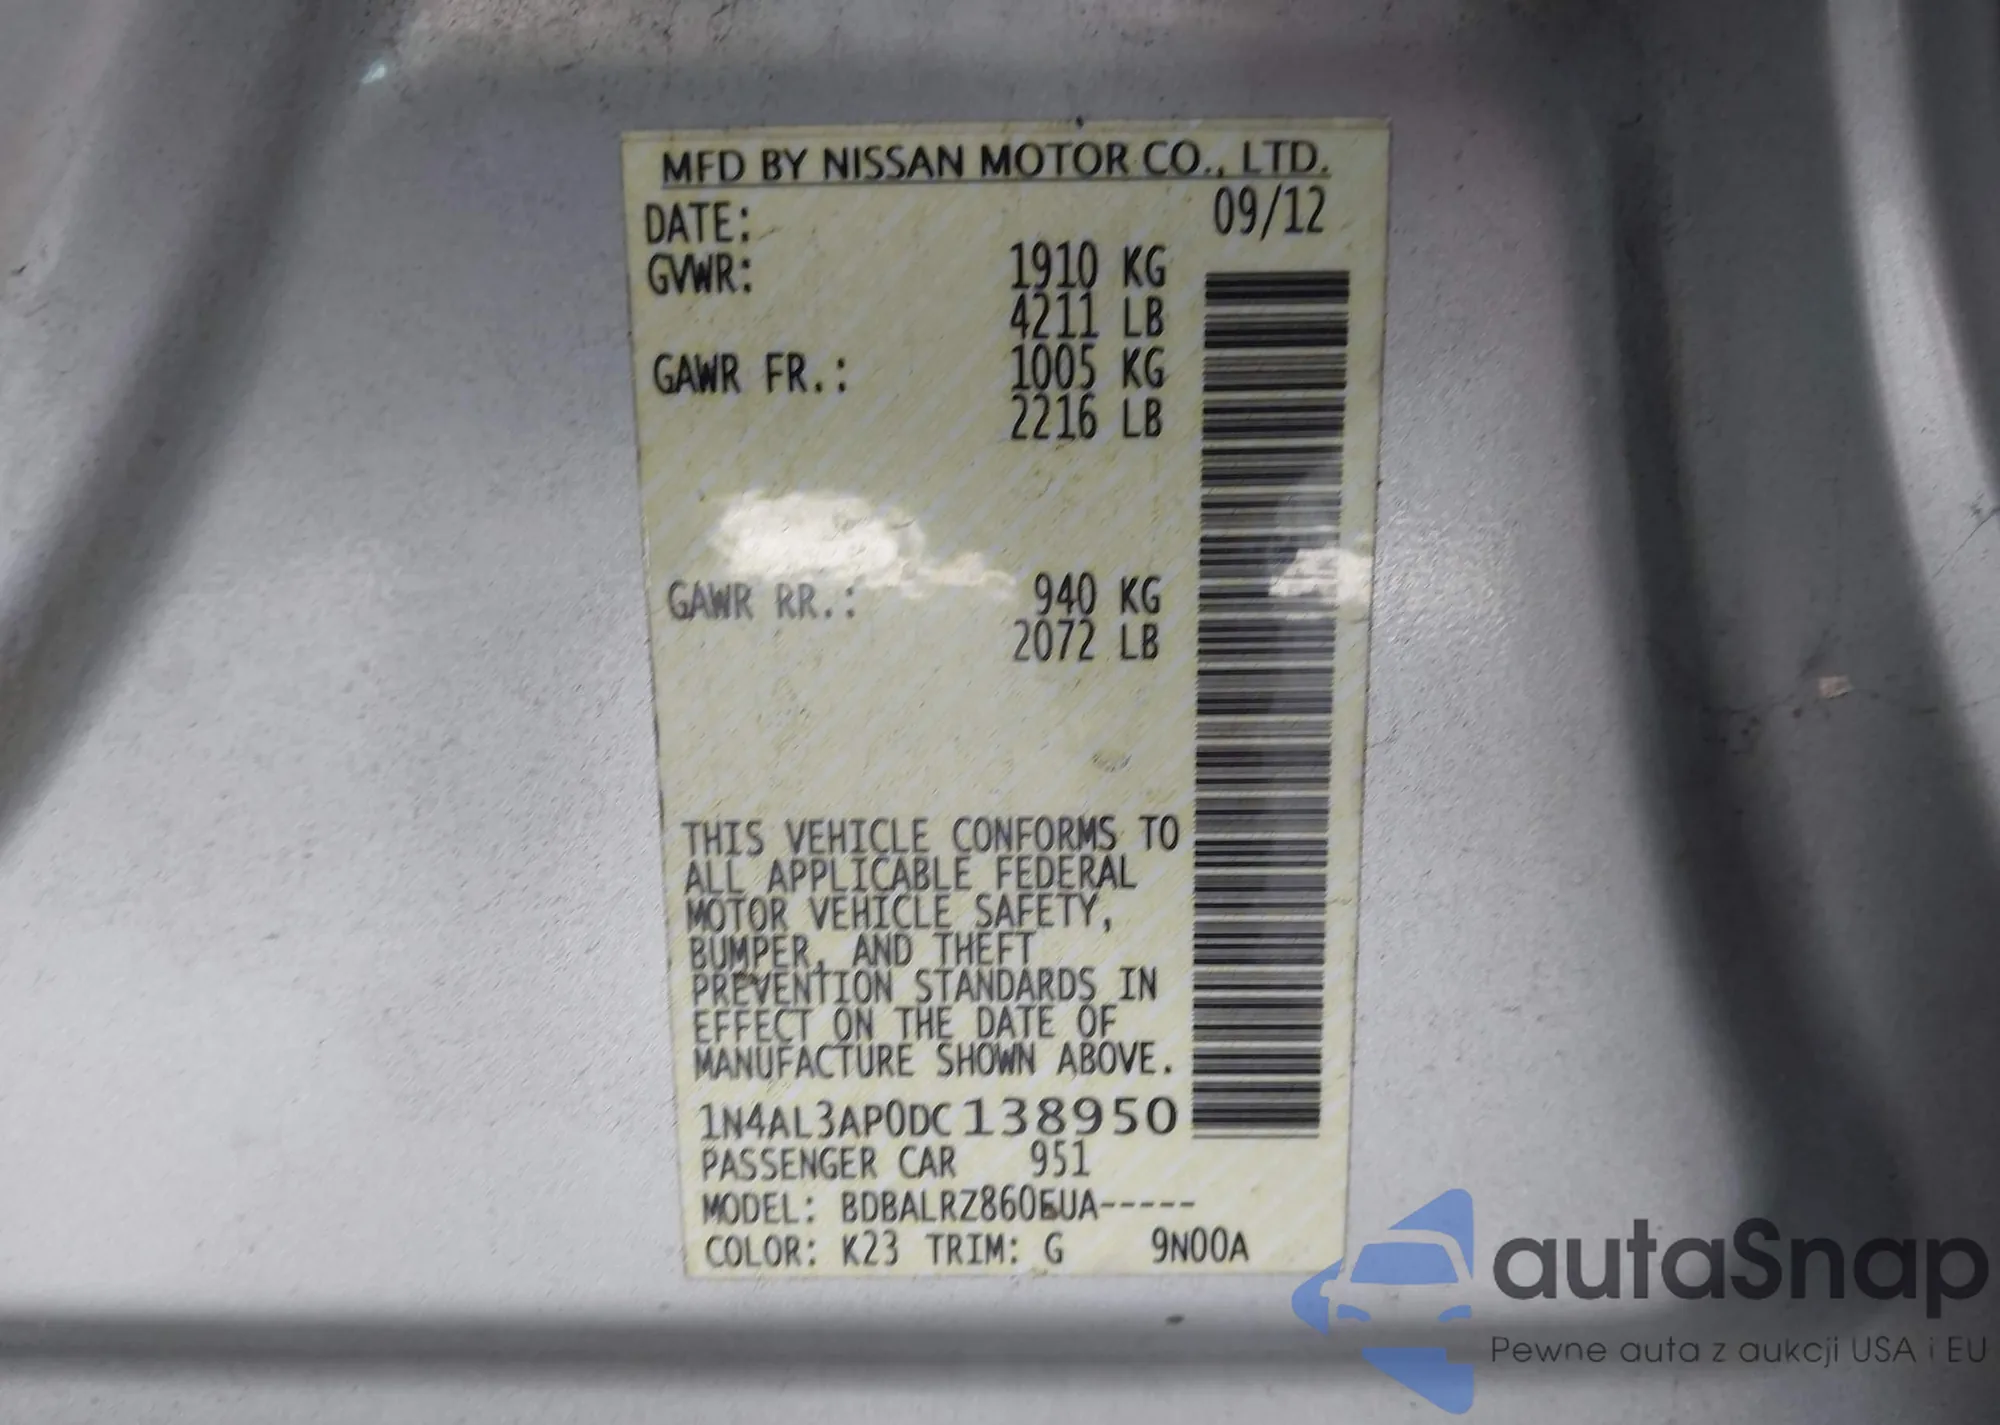 MFD BY NISSAN MOTOR CO., LTD.
DATE: 09/12
GVWR: 1910 KG
4211 LB
GAWR FR.: 1005 KG
2216 LB
GAWR RR.: 940 KG
2072 LB
THIS VEHICLE CONFORMS TO
ALL APPLICABLE FEDERAL
MOTOR VEHICLE SAFETY,
BUMPER, AND THEFT
PREVENTION STANDARDS IN
EFFECT ON THE DATE OF
MANUFACTURE SHOWN ABOVE.
1N4AL3AP0DC138950
PASSENGER CAR 951
MODEL: BDBALRZ860EUA-----
COLOR: K23 TRIM: G 9N00A
autaSnap
Pewne auta z aukcji USA i EU